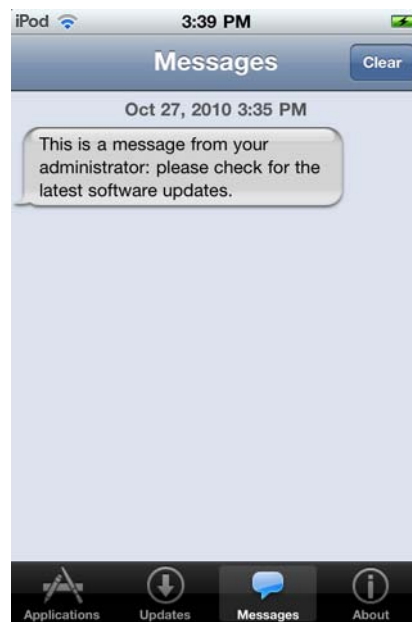 iPod 3:39 PM
Messages Clear
Oct 27, 2010 3:35 PM
This is a message from your
administrator: please check for the
latest software updates.
Applications Updates Messages About